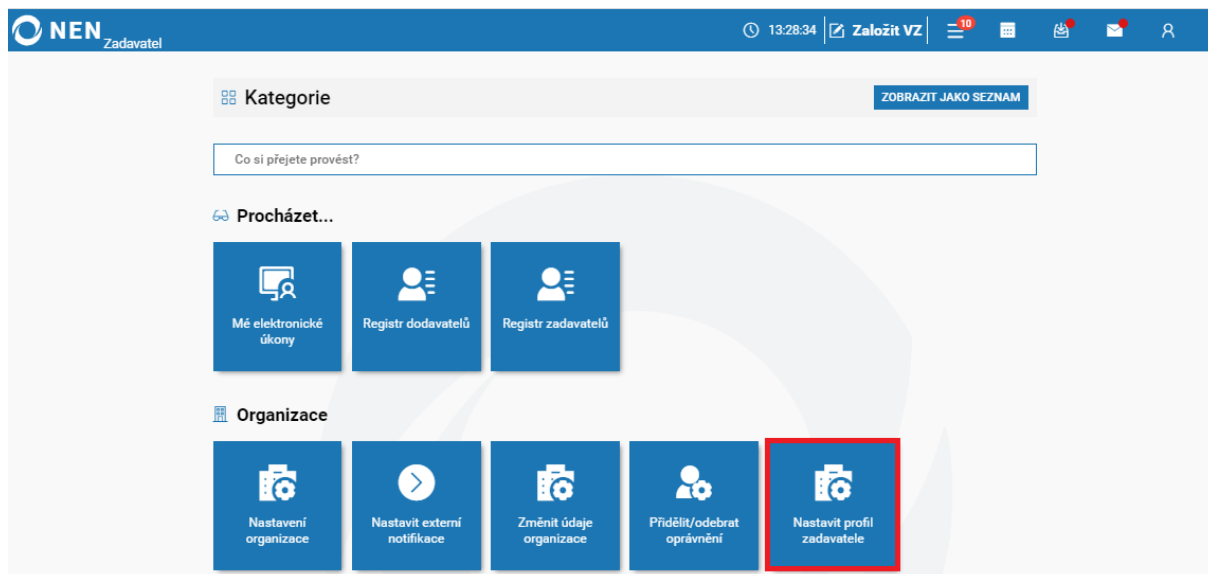 NEN Zadavatel
13:28:34 Založit VZ 10
Kategorie
ZOBRAZIT JAKO SEZNAM
Co si přejete provést?
Procházet...
Mé elektronické
úkony
Registr dodavatelů
Registr zadavatelů
Organizace
Nastavení
organizace
Nastavit externí
notifikace
Změnit údaje
organizace
Přidělit/odebrat
oprávnění
Nastavit profil
zadavatele